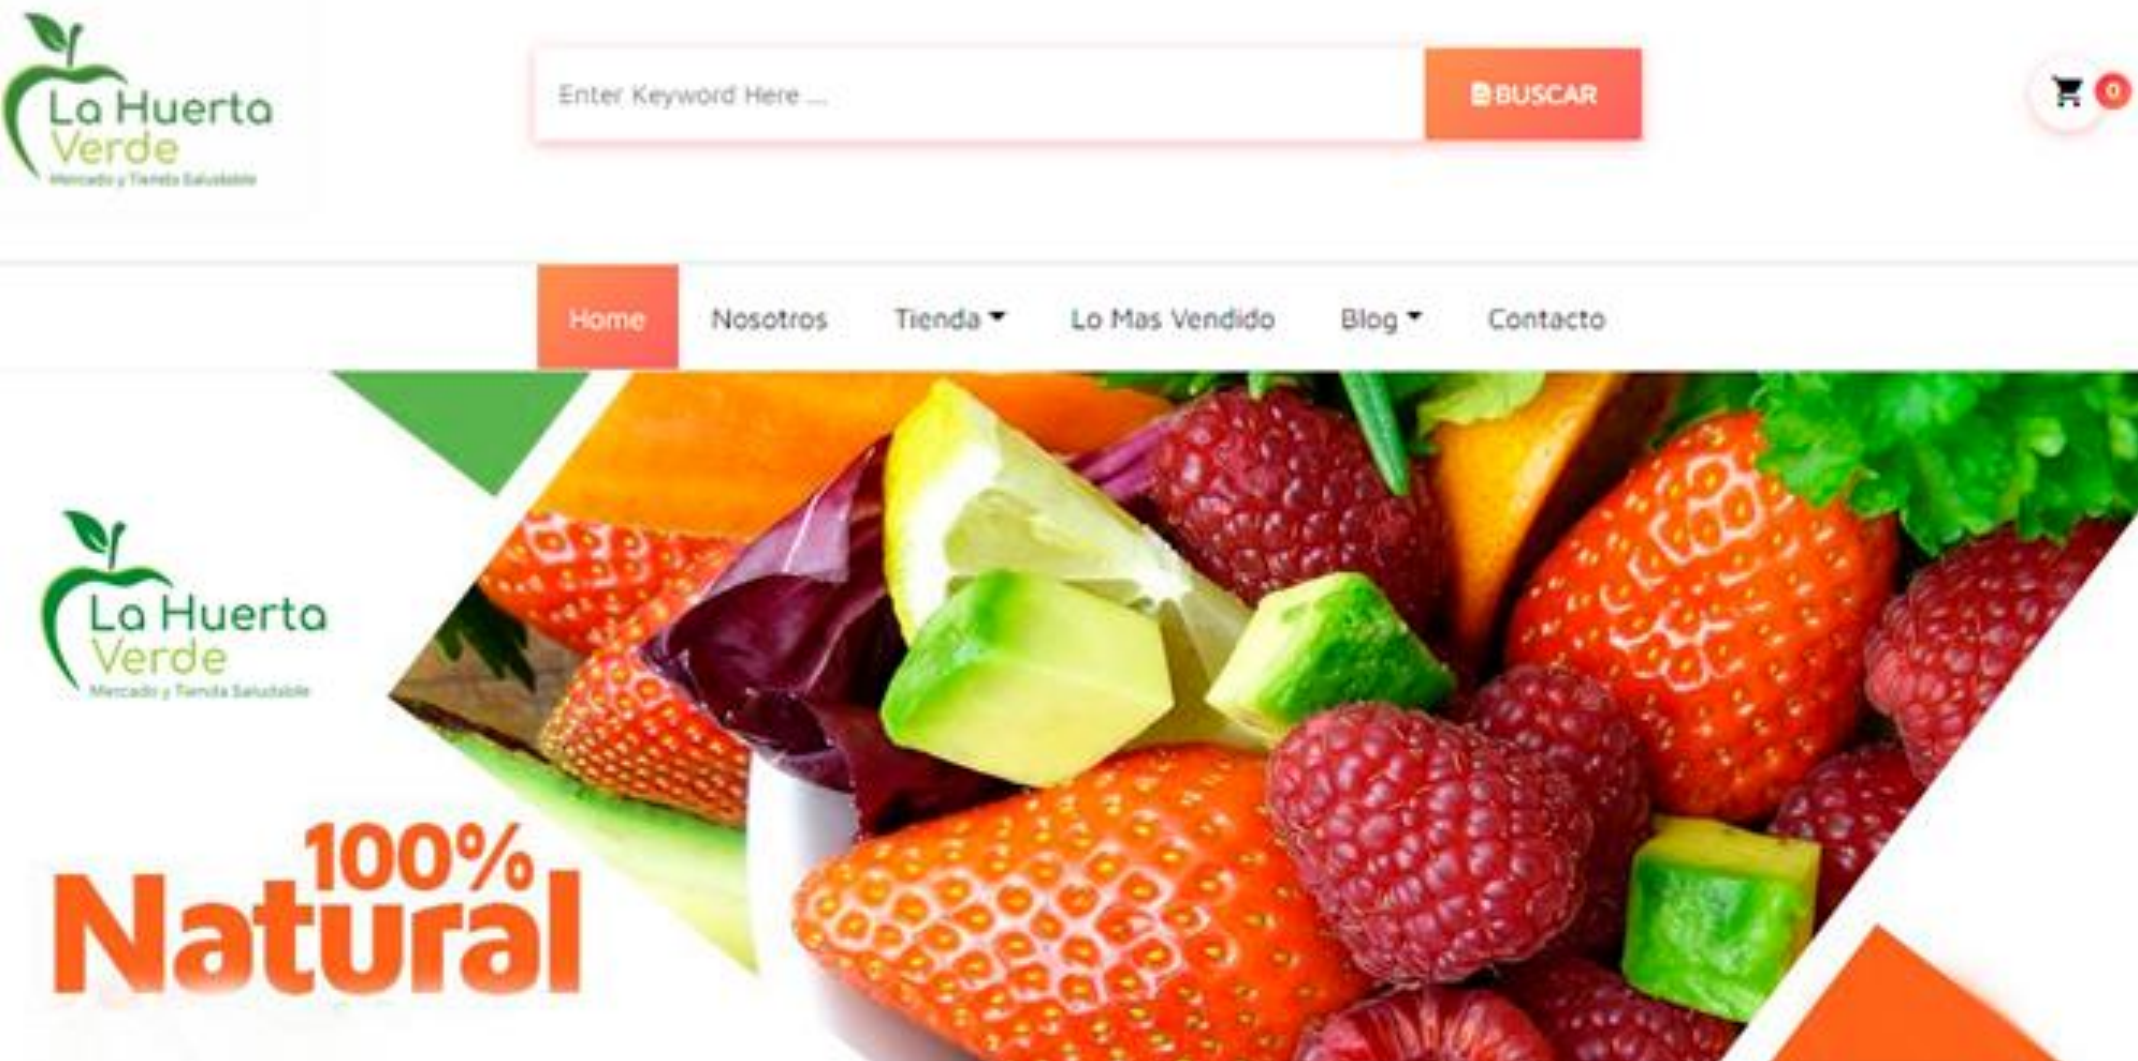 La Huerta
Verde
Mercado y Tienda Saludable
Enter Keyword Here ...
BUSCAR
0
Home
Nosotros
Tienda
Lo Mas Vendido
Blog
Contacto
La Huerta
Verde
Mercado y Tienda Saludable
100%
Natural